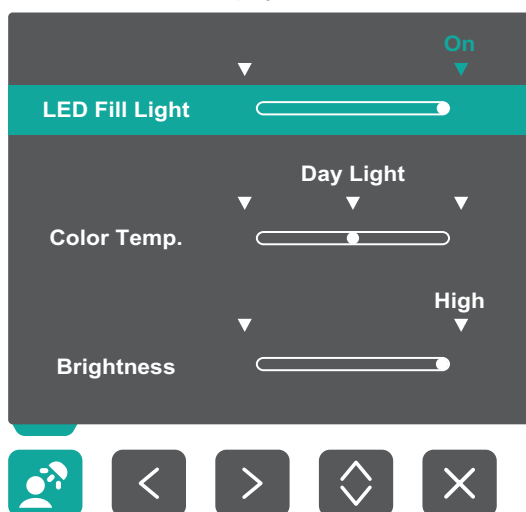 On
LED Fill Light
Day Light
Color Temp.
High
Brightness